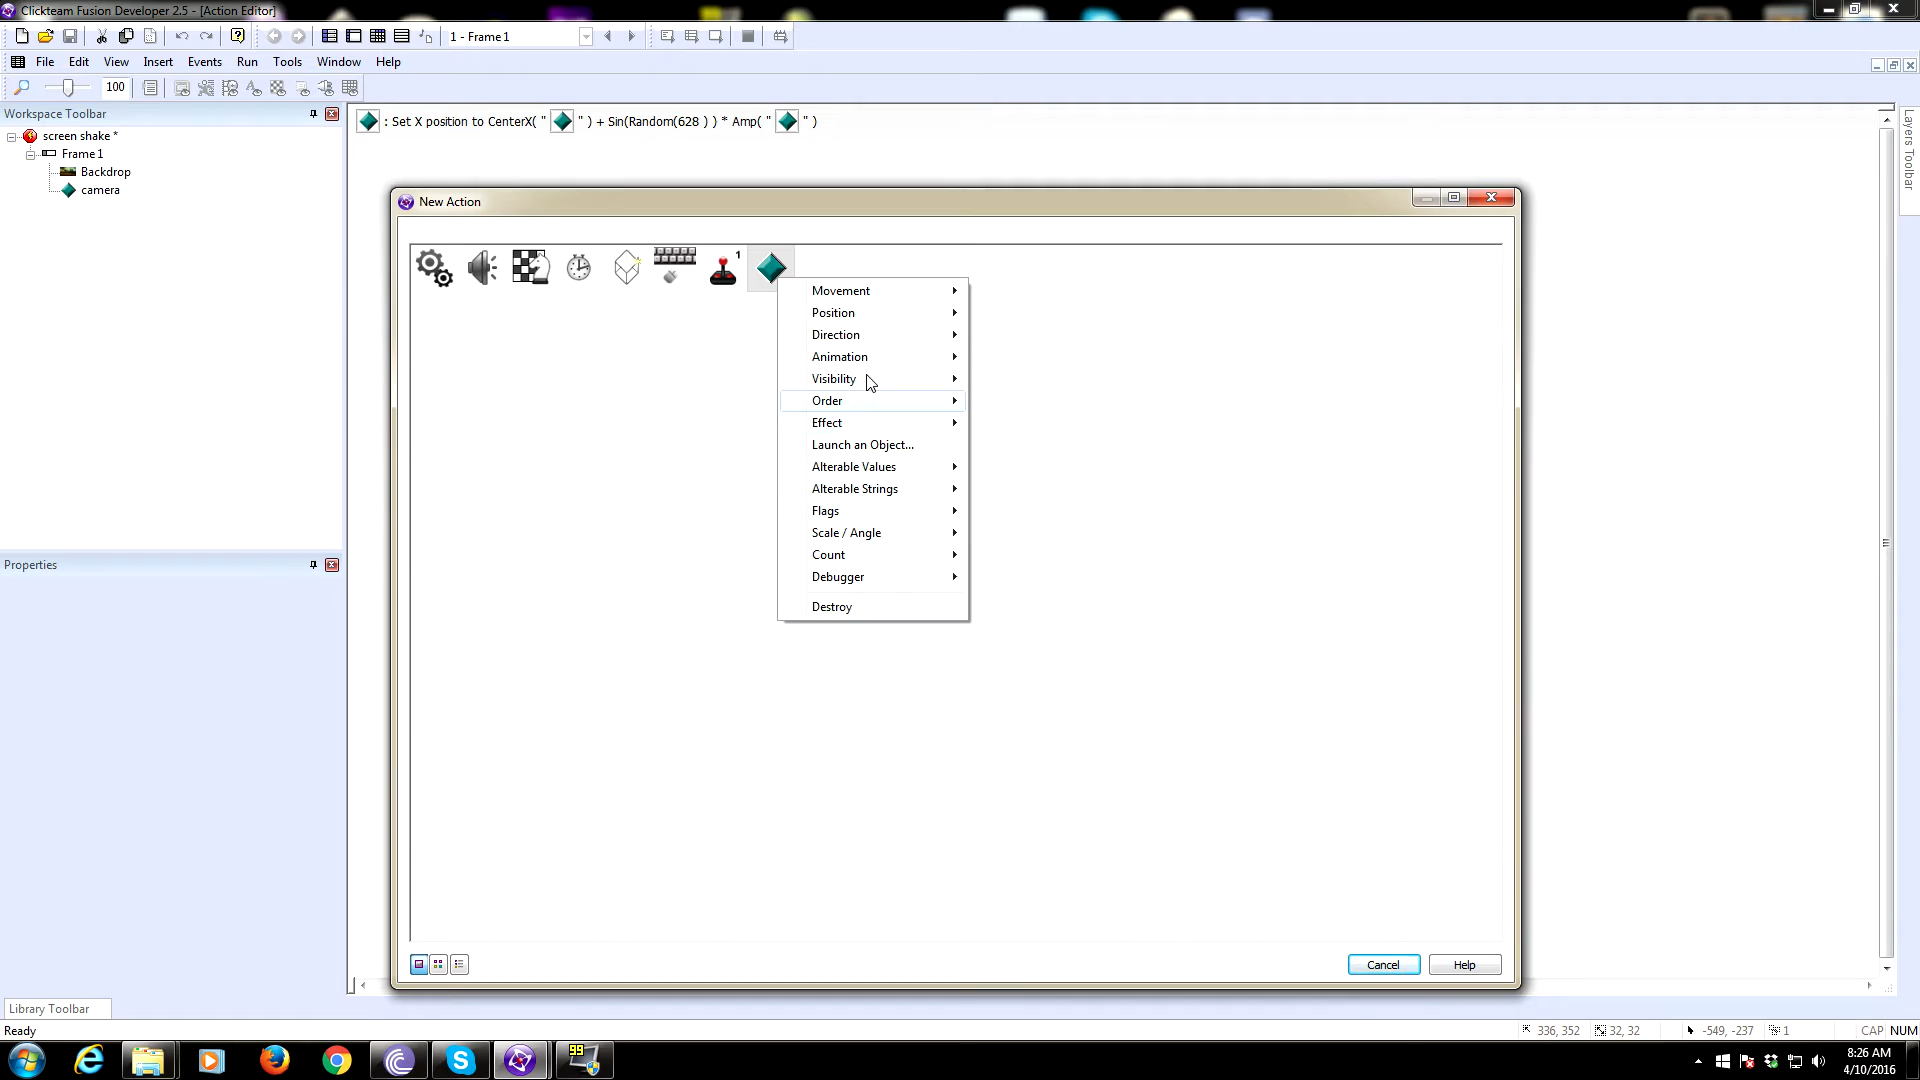 Clickteam Fusion Developer 2.5 - [Action Editor]
1 - Frame 1
File Edit View Insert Events Run Tools Window Help
100
Workspace Toolbar
: Set X position to CenterX( " " ) + Sin(Random(628 ) ) * Amp( " " )
Layers Toolbar
screen shake *
Frame 1
Backdrop
camera
New Action
1
Movement
Position
Direction
Animation
Visibility
Order
Effect
Launch an Object...
Alterable Values
Alterable Strings
Flags
Scale / Angle
Count
Debugger
Destroy
Properties
Cancel Help
Library Toolbar
Ready
336, 352 32, 32 -549, -237 1 CAP NUM
99
8:26 AM
4/10/2016